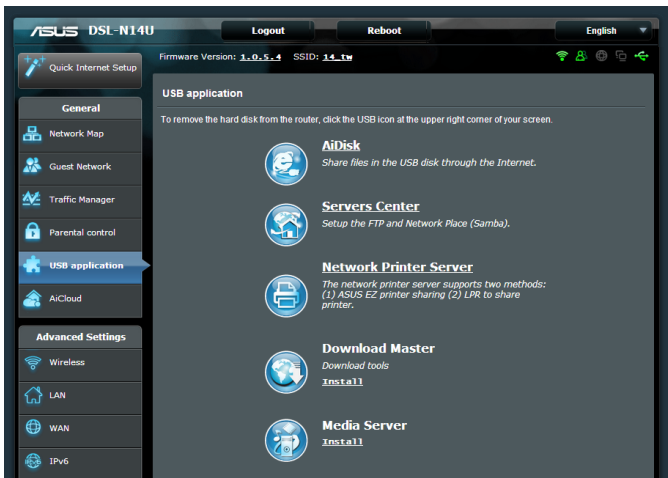 ASUS DSL-N14U
Logout
Reboot
English
Quick Internet Setup
Firmware Version: 1.0.5.4 SSID: 14_tw
General
Network Map
Guest Network
Traffic Manager
Parental control
USB application
AiCloud
Advanced Settings
Wireless
LAN
WAN
IPv6
IPv6
USB application
To remove the hard disk from the router, click the USB icon at the upper right corner of your screen.
AiDisk
Share files in the USB disk through the Internet.
Servers Center
Setup the FTP and Network Place (Samba).
Network Printer Server
The network printer server supports two methods:
(1) ASUS EZ printer sharing (2) LPR to share
printer.
Download Master
Download tools
Install
Media Server
Install